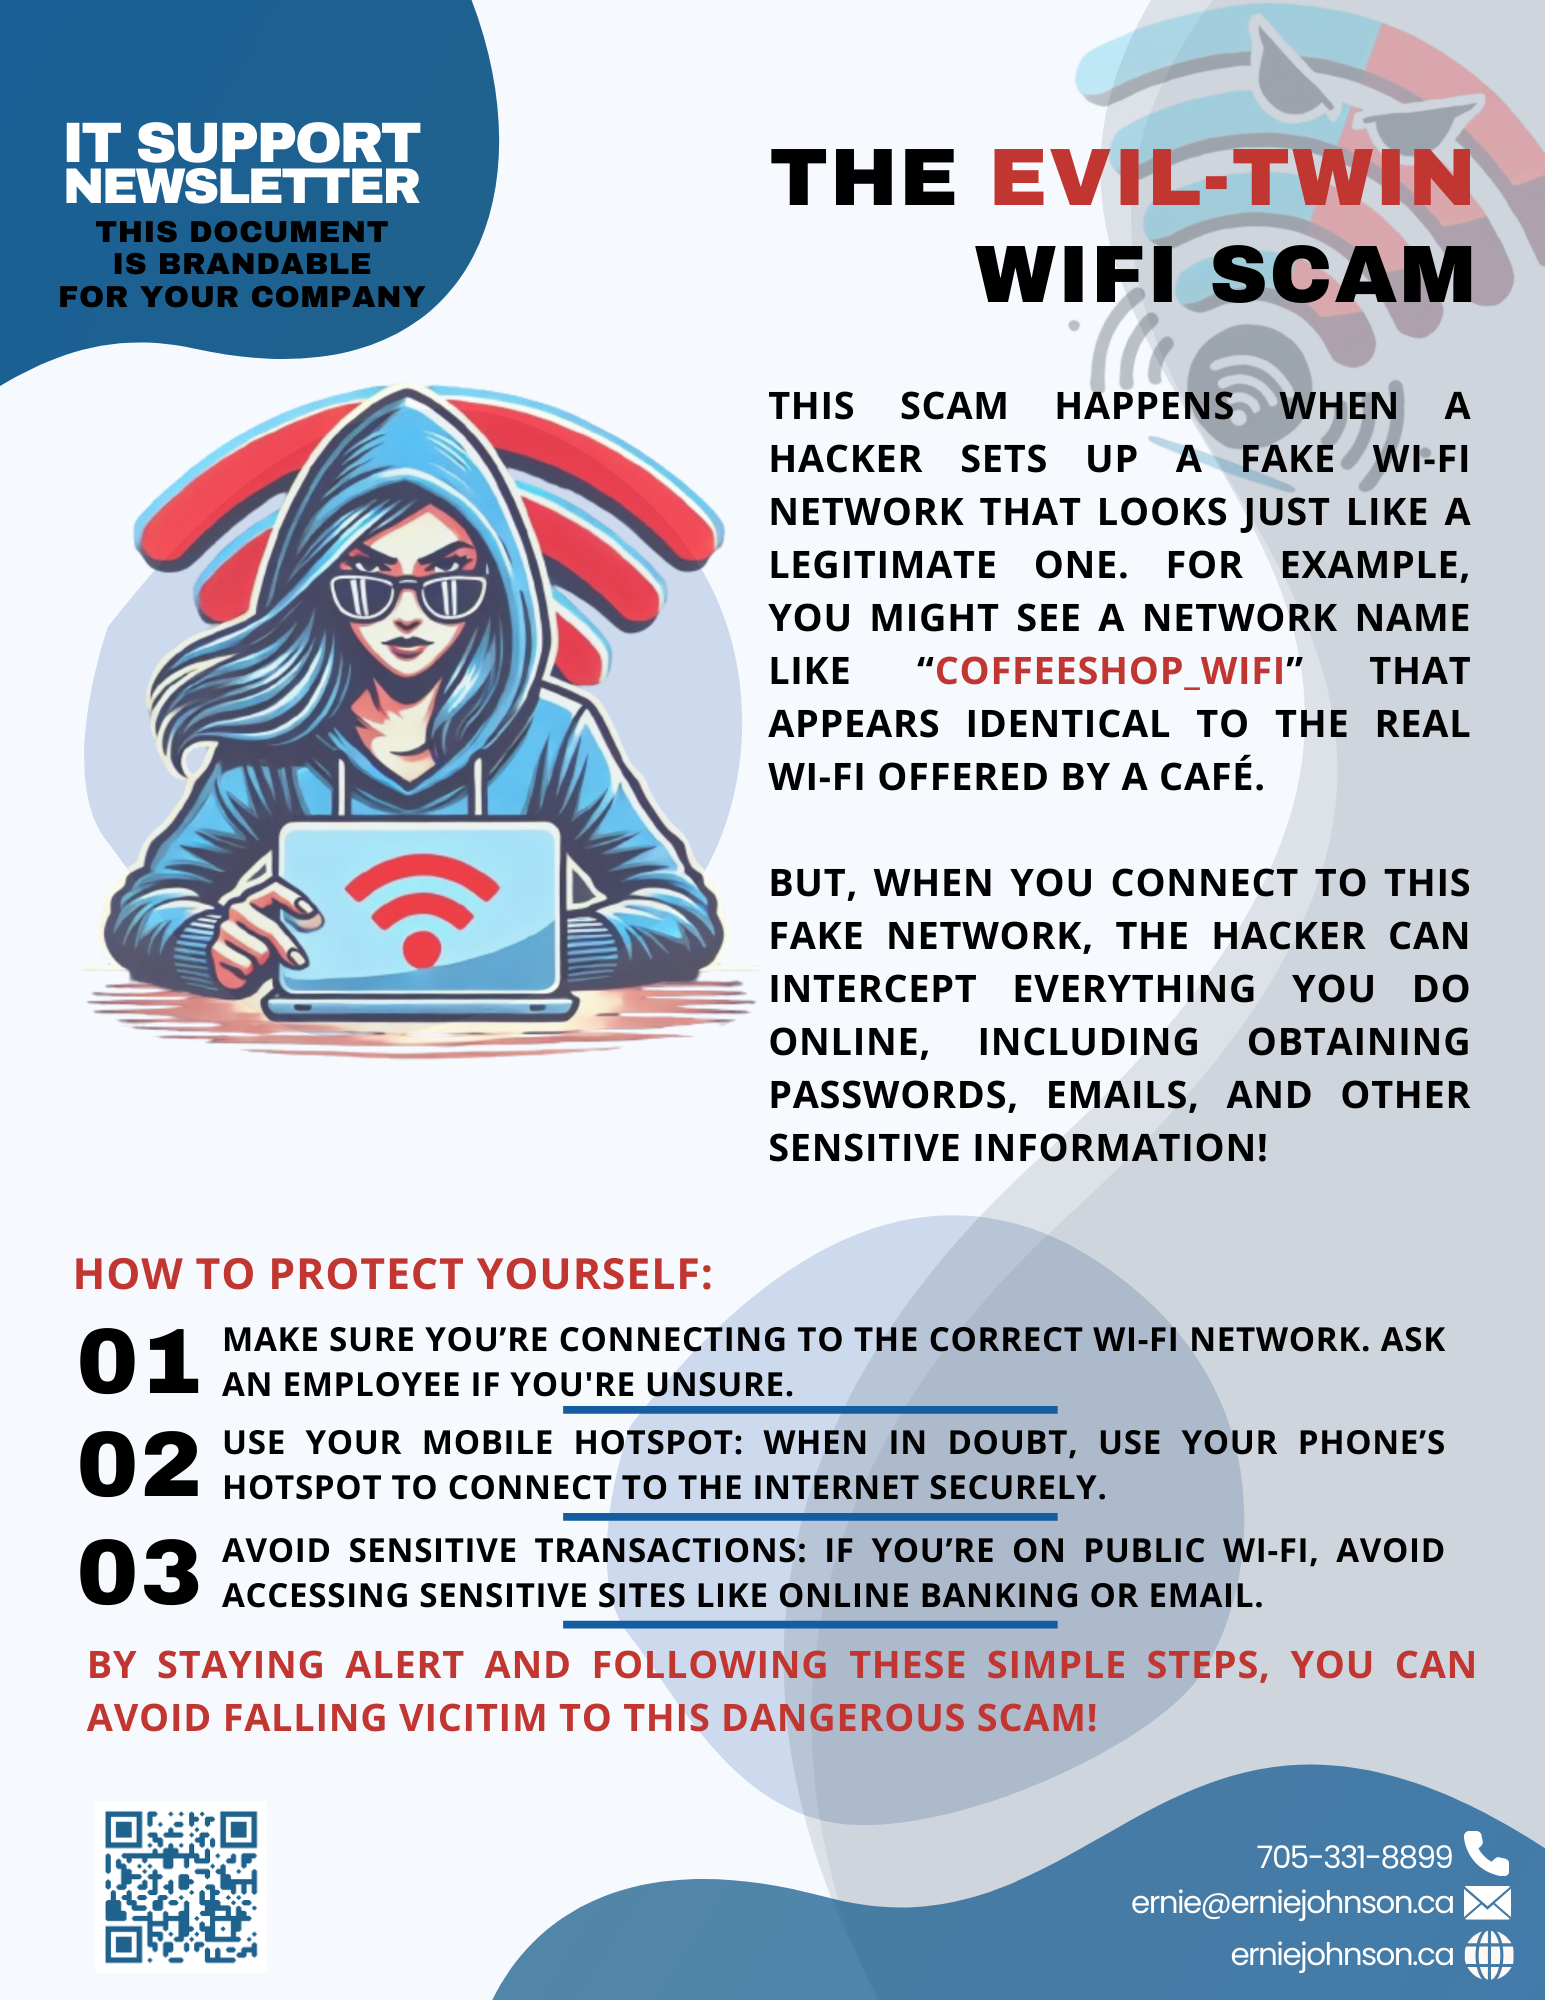 IT SUPPORT
NEWSLETTER
THIS DOCUMENT
IS BRANDABLE
FOR YOUR COMPANY
THE EVIL-TWIN
WIFI SCAM
THIS SCAM HAPPENS WHEN A
HACKER SETS UP A FAKE WI-FI
NETWORK THAT LOOKS JUST LIKE A
LEGITIMATE ONE. FOR EXAMPLE,
YOU MIGHT SEE A NETWORK NAME
LIKE “COFFEESHOP_WIFI” THAT
APPEARS IDENTICAL TO THE REAL
WI-FI OFFERED BY A CAFÉ.
BUT, WHEN YOU CONNECT TO THIS
FAKE NETWORK, THE HACKER CAN
INTERCEPT EVERYTHING YOU DO
ONLINE, INCLUDING OBTAINING
PASSWORDS, EMAILS, AND OTHER
SENSITIVE INFORMATION!
HOW TO PROTECT YOURSELF:
01 MAKE SURE YOU’RE CONNECTING TO THE CORRECT WI-FI NETWORK. ASK
AN EMPLOYEE IF YOU'RE UNSURE.
02 USE YOUR MOBILE HOTSPOT: WHEN IN DOUBT, USE YOUR PHONE’S
HOTSPOT TO CONNECT TO THE INTERNET SECURELY.
03 AVOID SENSITIVE TRANSACTIONS: IF YOU’RE ON PUBLIC WI-FI, AVOID
ACCESSING SENSITIVE SITES LIKE ONLINE BANKING OR EMAIL.
BY STAYING ALERT AND FOLLOWING THESE SIMPLE STEPS, YOU CAN
AVOID FALLING VICITIM TO THIS DANGEROUS SCAM!
705-331-8899
ernie@erniejohnson.ca
erniejohnson.ca